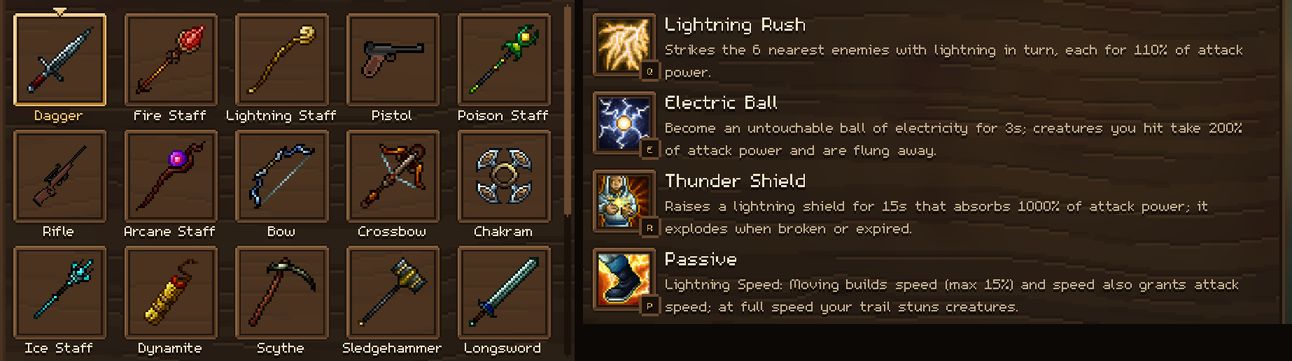 Dagger
Fire Staff
Lightning Staff
Pistol
Poison Staff
Rifle
Arcane Staff
Bow
Crossbow
Chakram
Ice Staff
Dynamite
Scythe
Sledgehammer
Longsword
Lightning Rush
Strikes the 6 nearest enemies with lightning in turn, each for 110% of attack
Q power.
Electric Ball
Become an untouchable ball of electricity for 3s; creatures you hit take 200%
E of attack power and are flung away.
Thunder Shield
Raises a lightning shield for 15s that absorbs 1000% of attack power; it
R explodes when broken or expired.
Passive
Lightning Speed: Moving builds speed (max 15%) and speed also grants attack
P speed; at full speed your trail stuns creatures.